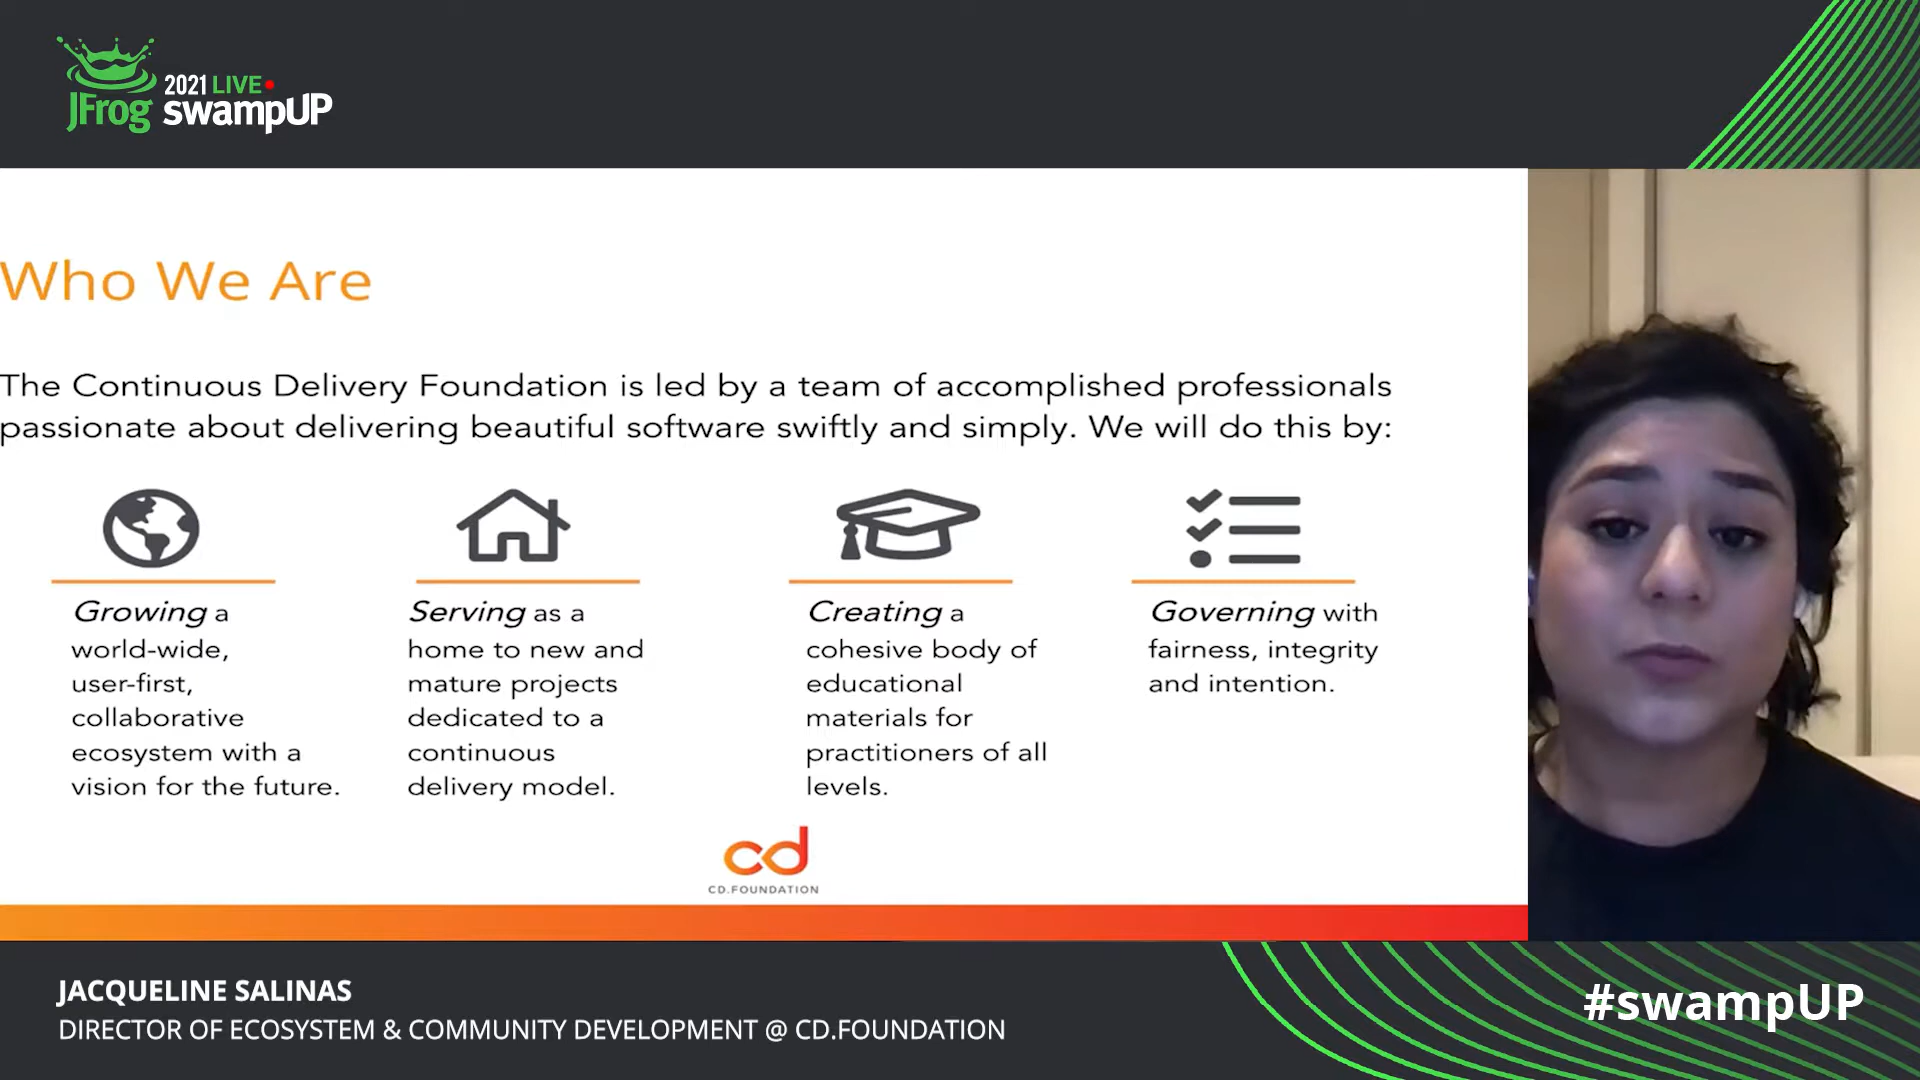 2021 LIVE
JFrog swampUP
Who We Are
The Continuous Delivery Foundation is led by a team of accomplished professionals
passionate about delivering beautiful software swiftly and simply. We will do this by:
Growing a
world-wide,
user-first,
collaborative
ecosystem with a
vision for the future.
Serving as a
home to new and
mature projects
dedicated to a
continuous
delivery model.
Creating a
cohesive body of
educational
materials for
practitioners of all
levels.
Governing with
fairness, integrity
and intention.
cd
CD.FOUNDATION
JACQUELINE SALINAS
DIRECTOR OF ECOSYSTEM & COMMUNITY DEVELOPMENT @ CD.FOUNDATION
#swampUP